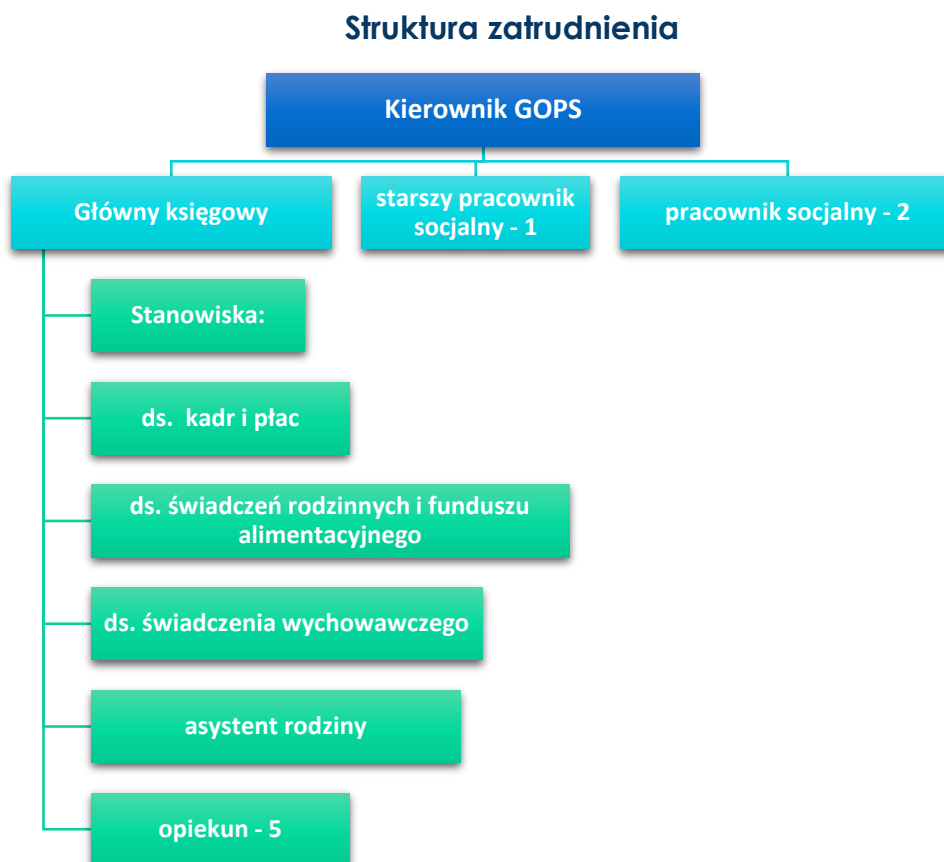 Struktura zatrudnienia
Kierownik GOPS
Główny księgowy
starszy pracownik
socjalny - 1
pracownik socjalny - 2
Stanowiska:
ds. kadr i płac
ds. świadczeń rodzinnych i funduszu
alimentacyjnego
ds. świadczenia wychowawczego
asystent rodziny
opiekun - 5